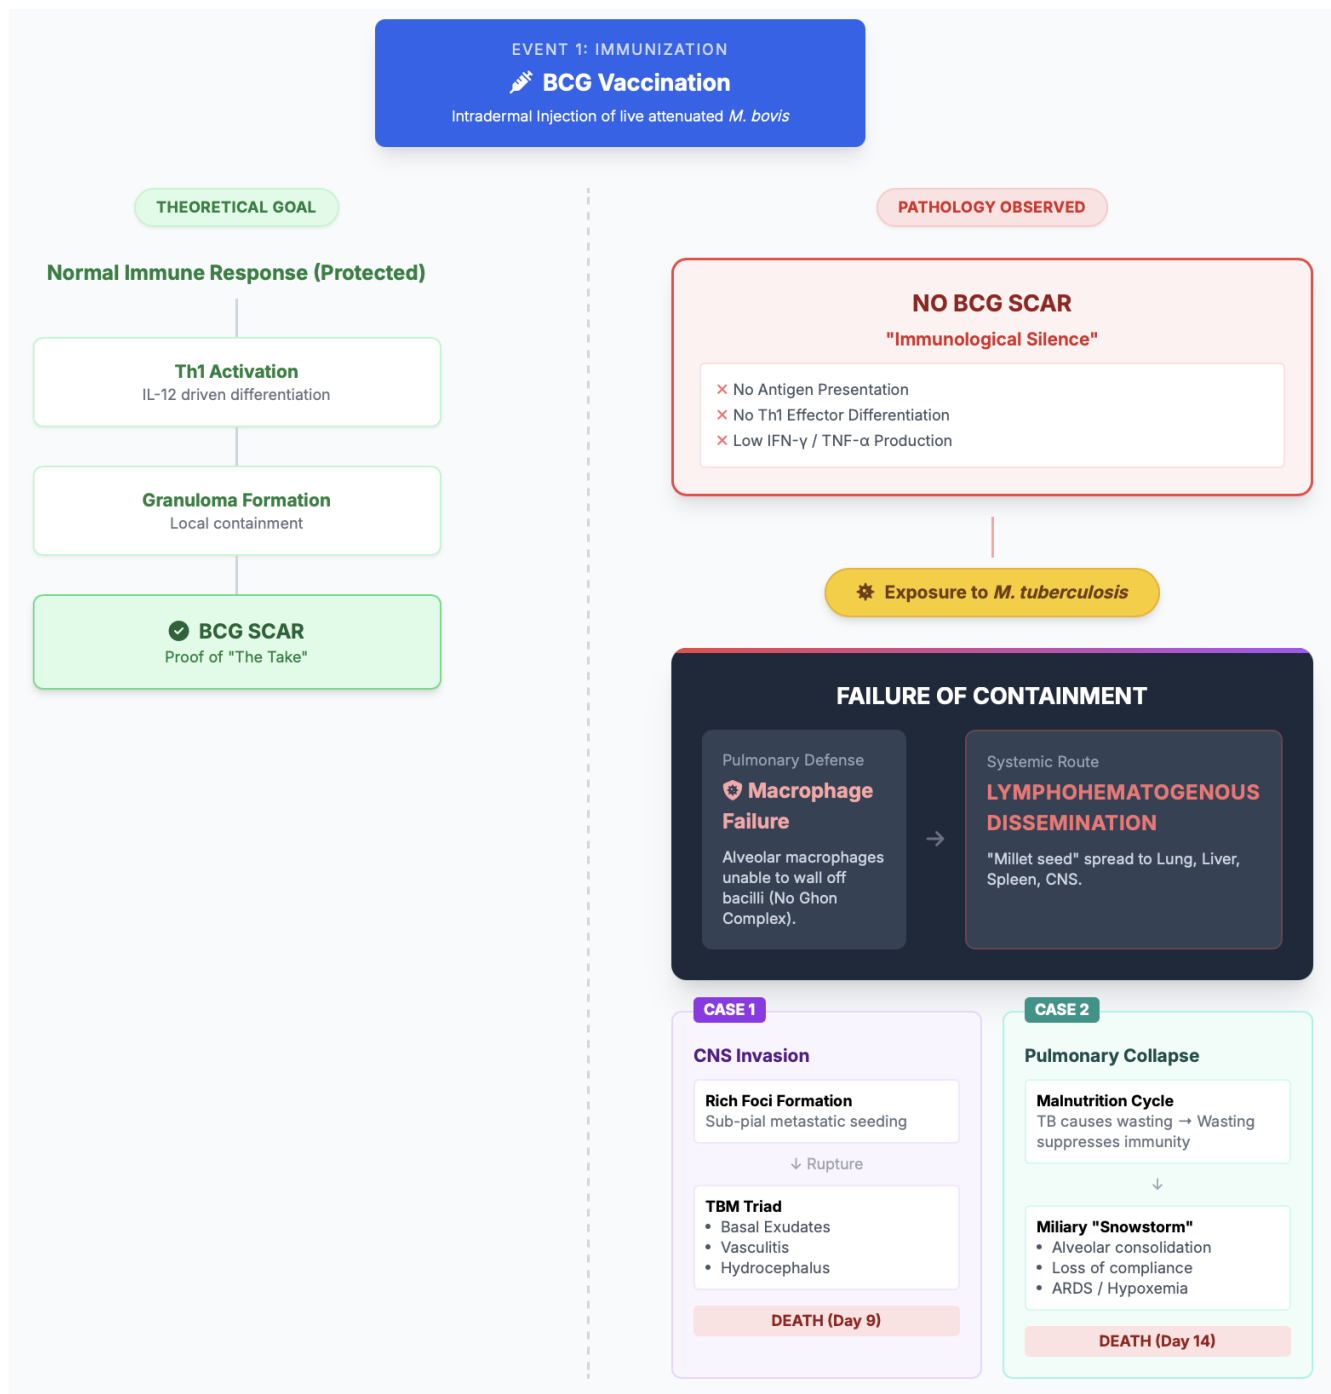 EVENT 1: IMMUNIZATION
BCG Vaccination
Intradermal Injection of live attenuated M. bovis
THEORETICAL GOAL
Normal Immune Response (Protected)
Th1 Activation
IL-12 driven differentiation
Granuloma Formation
Local containment
BCG SCAR
Proof of "The Take"
PATHOLOGY OBSERVED
NO BCG SCAR
"Immunological Silence"
✕ No Antigen Presentation
✕ No Th1 Effector Differentiation
✕ Low IFN-γ / TNF-α Production
Exposure to M. tuberculosis
FAILURE OF CONTAINMENT
Pulmonary Defense
Macrophage
Failure
Alveolar macrophages
unable to wall off
bacilli (No Ghon
Complex).
→
Systemic Route
LYMPHOHEMATOGENOUS
DISSEMINATION
"Millet seed" spread to Lung, Liver,
Spleen, CNS.
CASE 1
CNS Invasion
Rich Foci Formation
Sub-pial metastatic seeding
↓ Rupture
TBM Triad
• Basal Exudates
• Vasculitis
• Hydrocephalus
DEATH (Day 9)
CASE 2
Pulmonary Collapse
Malnutrition Cycle
TB causes wasting → Wasting
suppresses immunity
↓
Miliary "Snowstorm"
• Alveolar consolidation
• Loss of compliance
• ARDS / Hypoxemia
DEATH (Day 14)